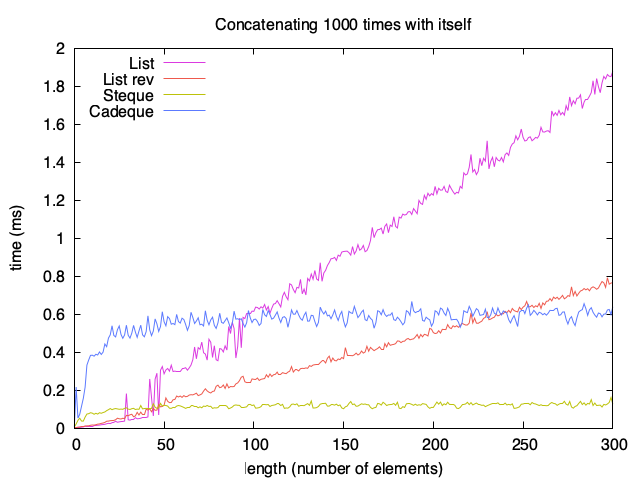 Concatenating 1000 times with itself
2
1.8
1.6
1.4
1.2
1
0.8
0.6
0.4
0.2
0
time (ms)
List
List rev
Steque
Cadeque
0 50 100 150 200 250 300
length (number of elements)